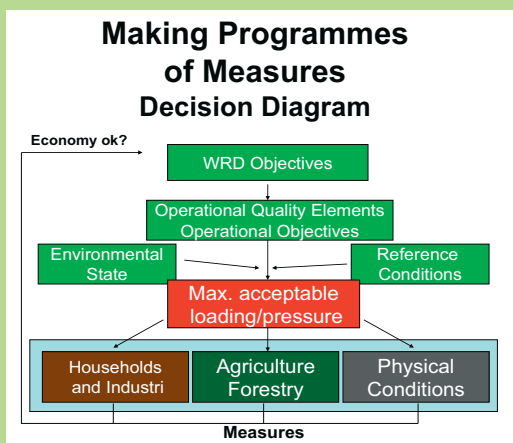 Making Programmes
of Measures
Decision Diagram
Economy ok?
WRD Objectives
Operational Quality Elements
Operational Objectives
Environmental
State
Reference
Conditions
Max. acceptable
loading/pressure
Households
and Industri
Agriculture
Forestry
Physical
Conditions
Measures